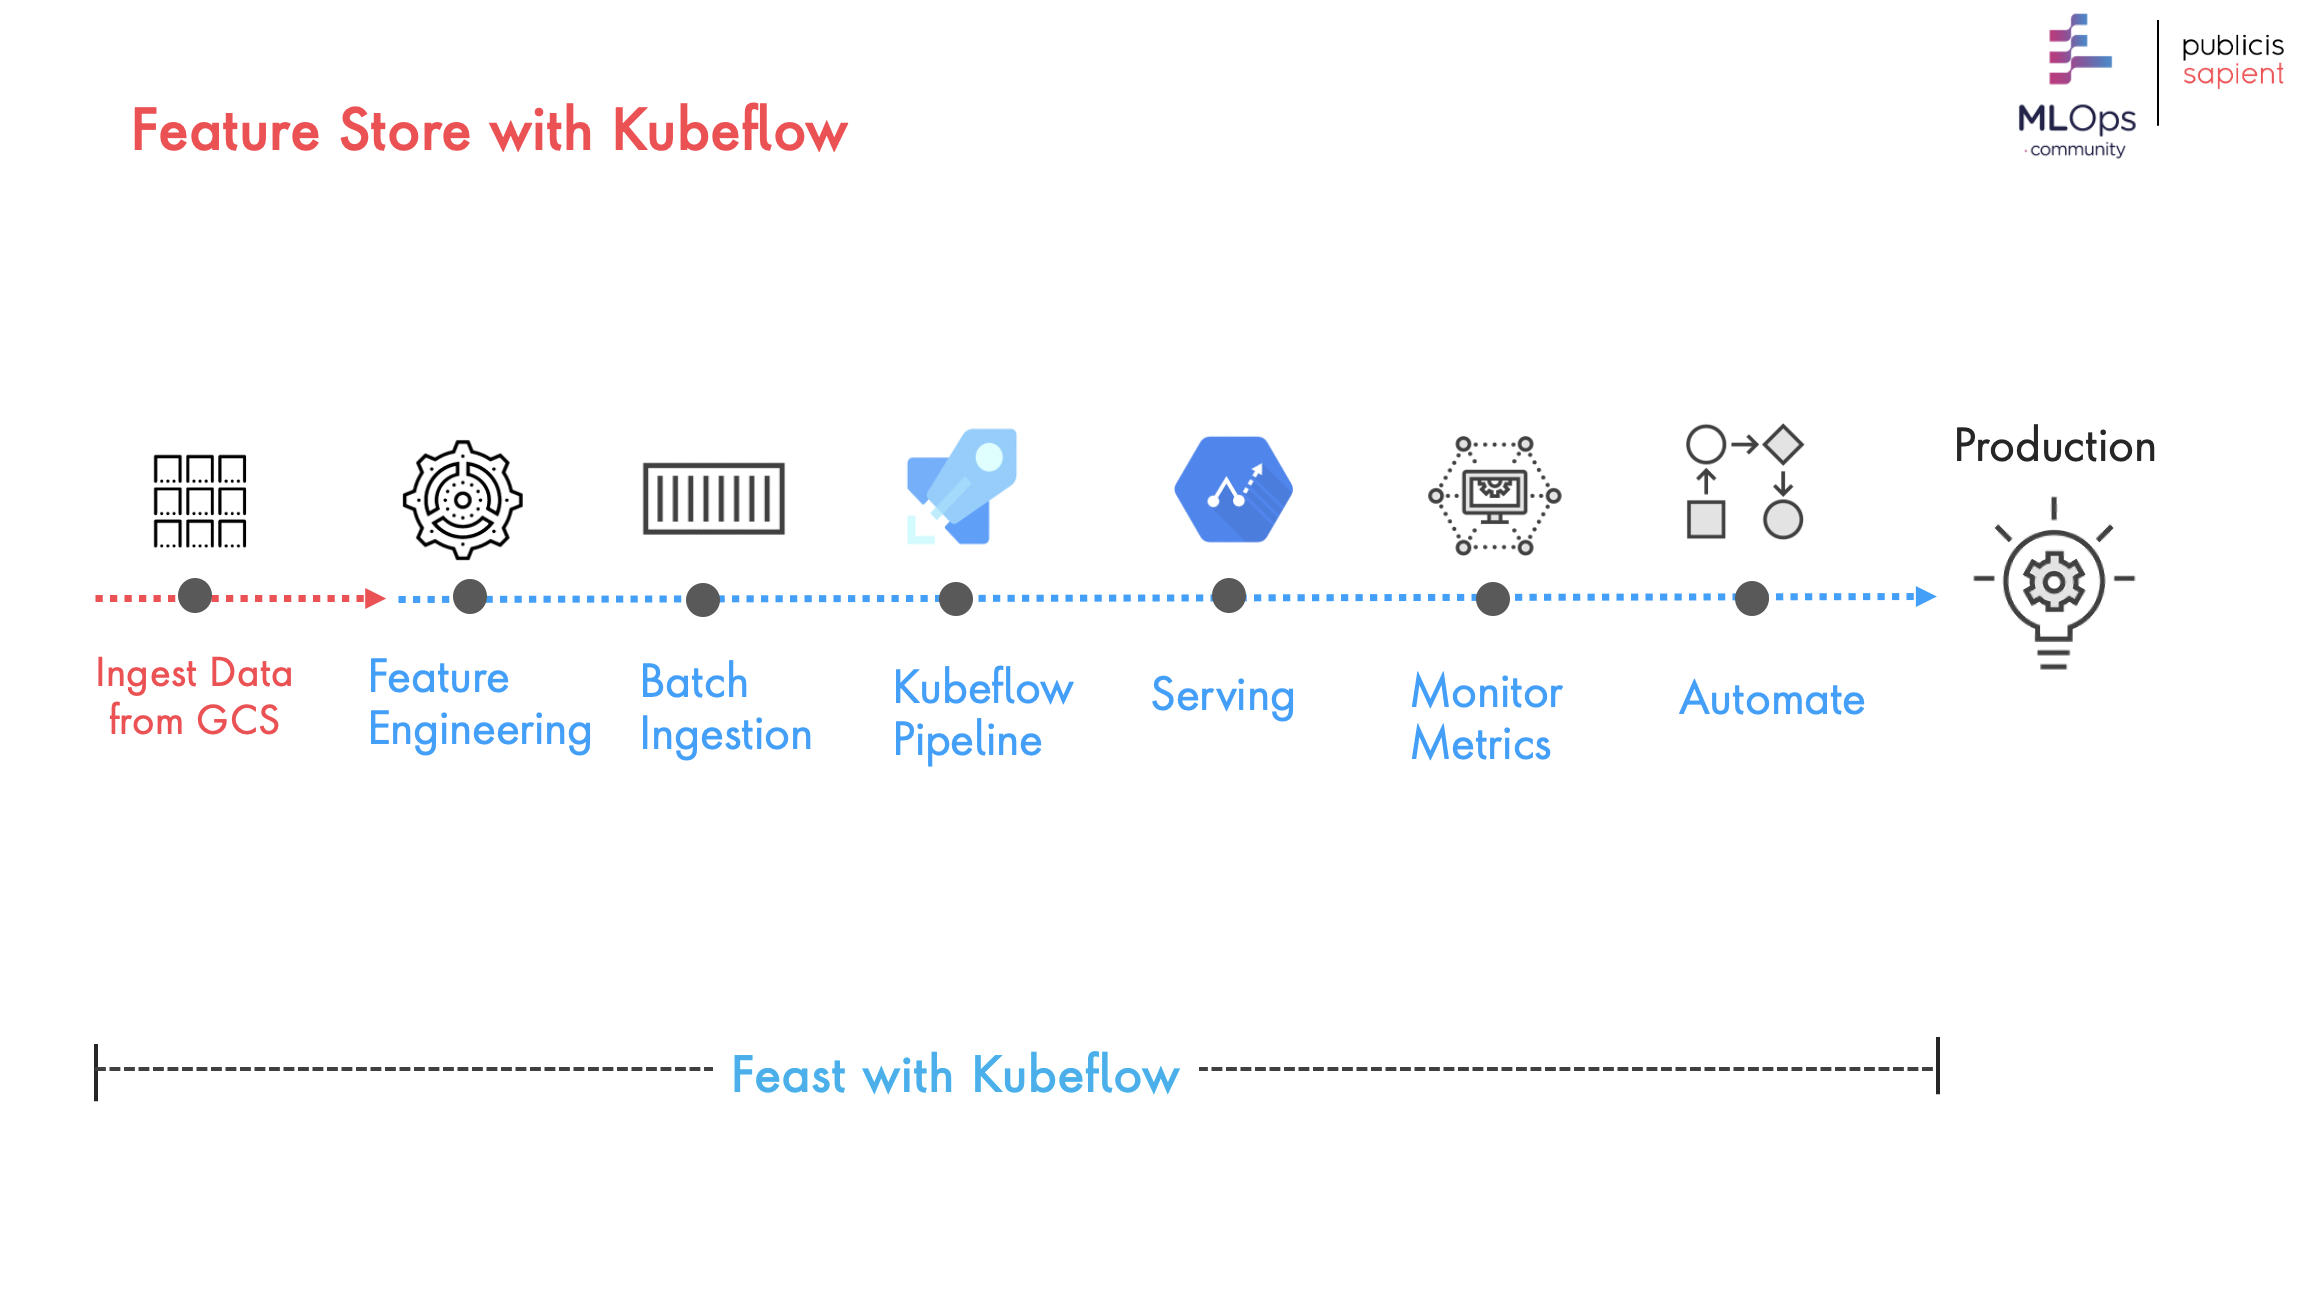 MLOps
community
publicis
sapient
Feature Store with Kubeflow
Production
Ingest Data
from GCS
Feature
Engineering
Batch
Ingestion
Kubeflow
Pipeline
Serving
Monitor
Metrics
Automate
Feast with Kubeflow